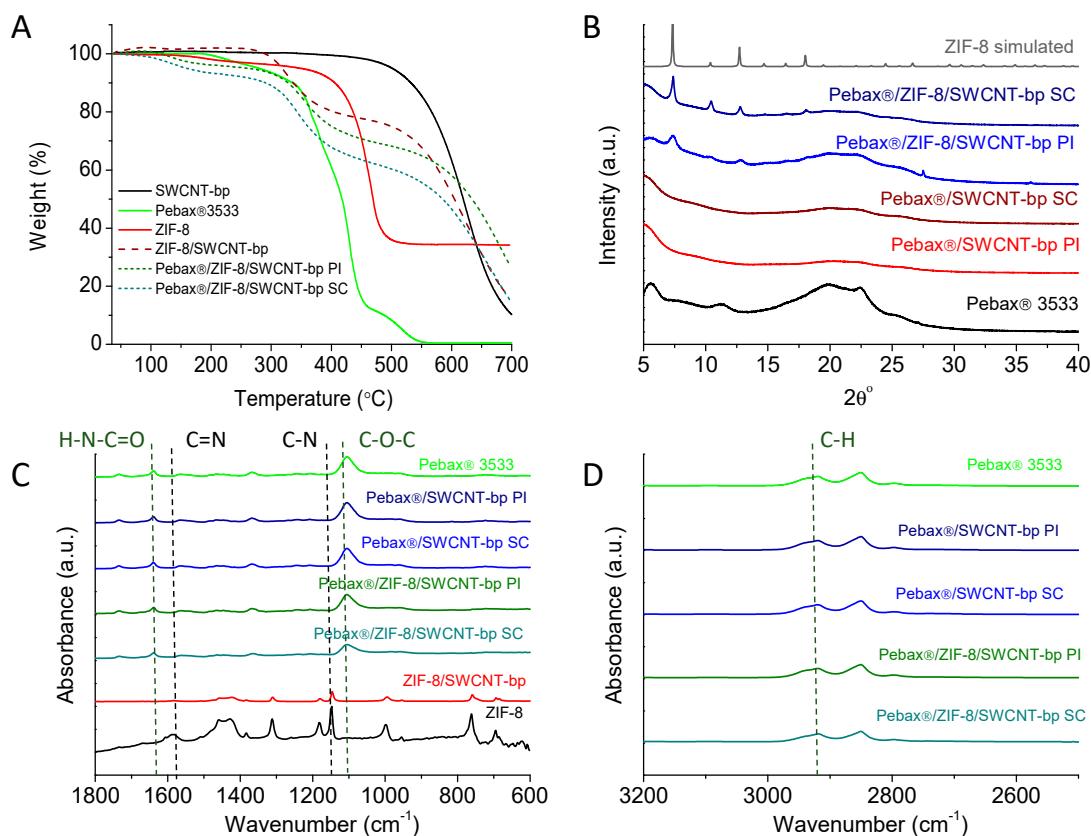 A
Weight (%)
100
80
60
40
20
0
SWCNT-bp
Pebax®3533
ZIF-8
ZIF-8/SWCNT-bp
Pebax®/ZIF-8/SWCNT-bp PI
Pebax®/ZIF-8/SWCNT-bp SC
100 200 300 400 500 600 700
Temperature (°C)
B
Intensity (a.u.)
ZIF-8 simulated
Pebax®/ZIF-8/SWCNT-bp SC
Pebax®/ZIF-8/SWCNT-bp PI
Pebax®/SWCNT-bp SC
Pebax®/SWCNT-bp PI
Pebax® 3533
5 10 15 20 25 30 35 40
2θ°
H-N-C=O C=N C-N C-O-C
C
Absorbance (a.u.)
Pebax® 3533
Pebax®/SWCNT-bp PI
Pebax®/SWCNT-bp SC
Pebax®/ZIF-8/SWCNT-bp PI
Pebax®/ZIF-8/SWCNT-bp SC
ZIF-8/SWCNT-bp
ZIF-8
1800 1600 1400 1200 1000 800 600
Wavenumber (cm⁻¹)
C-H
D
Absorbance (a.u.)
Pebax® 3533
Pebax®/SWCNT-bp PI
Pebax®/SWCNT-bp SC
Pebax®/ZIF-8/SWCNT-bp PI
Pebax®/ZIF-8/SWCNT-bp SC
3200 3000 2800 2600
Wavenumber (cm⁻¹)